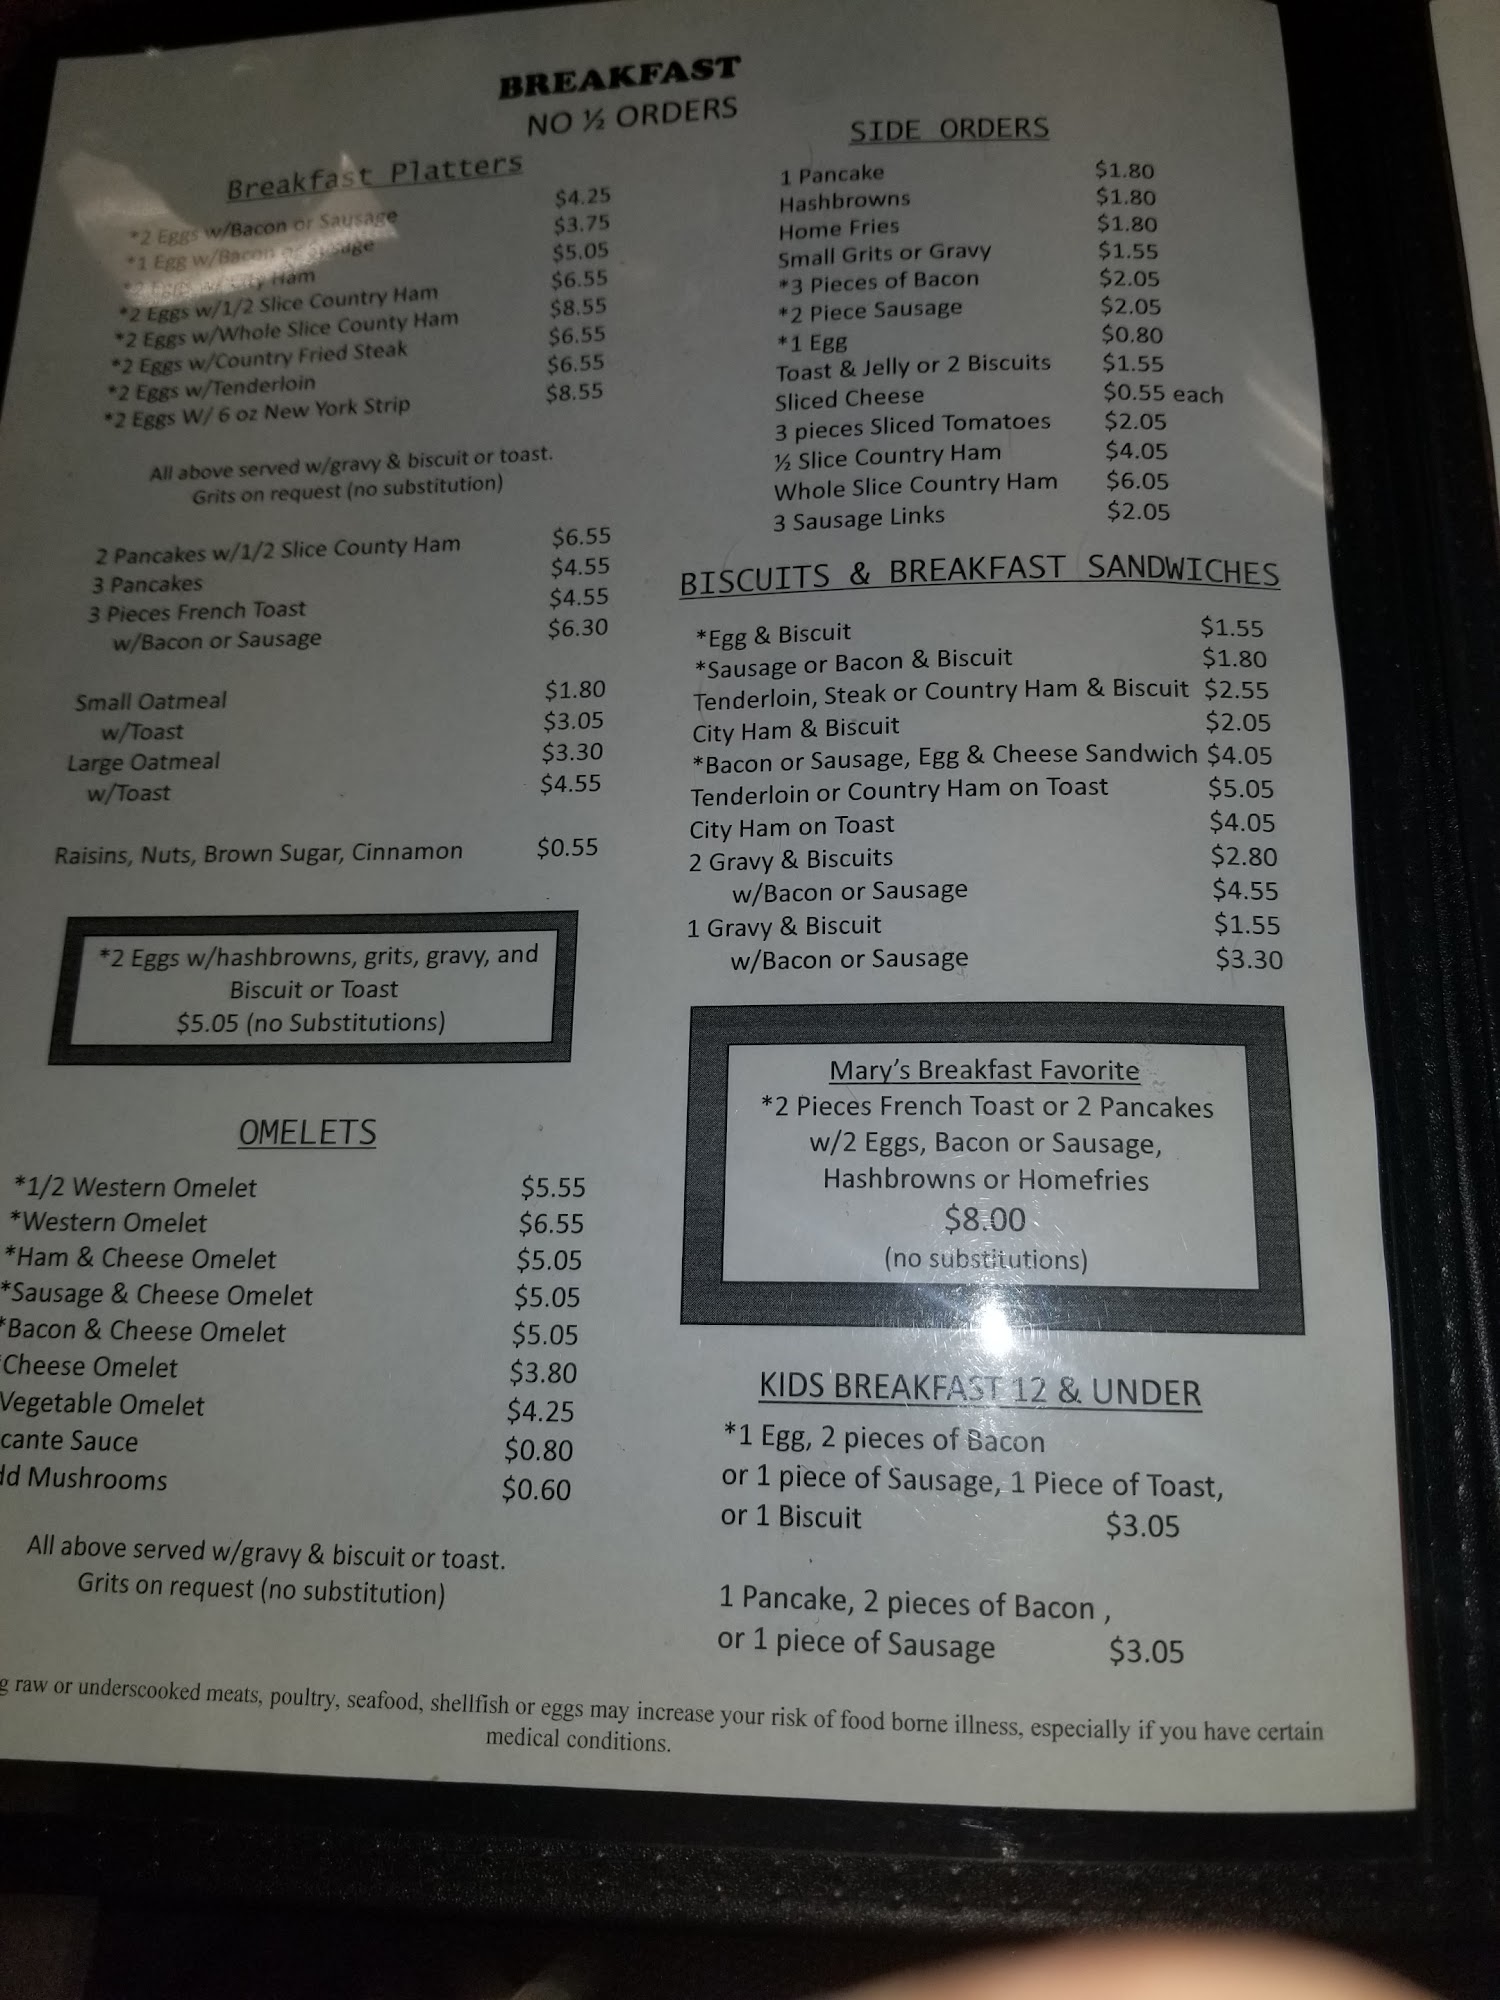 BREAKFAST
NO ½ ORDERS
Breakfast Platters
*2 Eggs w/Bacon or Sausage $4.25
*1 Egg w/Bacon or Sausage $3.75
*2 Eggs w/City Ham $5.05
*2 Eggs w/1/2 Slice Country Ham $6.55
*2 Eggs w/Whole Slice County Ham $8.55
*2 Eggs w/Country Fried Steak $6.55
*2 Eggs w/Tenderloin $6.55
*2 Eggs W/ 6 oz New York Strip $8.55
All above served w/gravy & biscuit or toast.
Grits on request (no substitution)
2 Pancakes w/1/2 Slice County Ham $6.55
3 Pancakes $4.55
3 Pieces French Toast $4.55
w/Bacon or Sausage $6.30
Small Oatmeal $1.80
w/Toast $3.05
Large Oatmeal $3.30
w/Toast $4.55
Raisins, Nuts, Brown Sugar, Cinnamon $0.55
*2 Eggs w/hashbrowns, grits, gravy, and
Biscuit or Toast
$5.05 (no Substitutions)
OMELETS
*1/2 Western Omelet $5.55
*Western Omelet $6.55
*Ham & Cheese Omelet $5.05
*Sausage & Cheese Omelet $5.05
*Bacon & Cheese Omelet $5.05
*Cheese Omelet $3.80
Vegetable Omelet $4.25
cante Sauce $0.80
dd Mushrooms $0.60
All above served w/gravy & biscuit or toast.
Grits on request (no substitution)
SIDE ORDERS
1 Pancake $1.80
Hashbrowns $1.80
Home Fries $1.80
Small Grits or Gravy $1.55
*3 Pieces of Bacon $2.05
*2 Piece Sausage $2.05
*1 Egg $0.80
Toast & Jelly or 2 Biscuits $1.55
Sliced Cheese $0.55 each
3 pieces Sliced Tomatoes $2.05
½ Slice Country Ham $4.05
Whole Slice Country Ham $6.05
3 Sausage Links $2.05
BISCUITS & BREAKFAST SANDWICHES
*Egg & Biscuit $1.55
*Sausage or Bacon & Biscuit $1.80
Tenderloin, Steak or Country Ham & Biscuit $2.55
City Ham & Biscuit $2.05
*Bacon or Sausage, Egg & Cheese Sandwich $4.05
Tenderloin or Country Ham on Toast $5.05
City Ham on Toast $4.05
2 Gravy & Biscuits $2.80
w/Bacon or Sausage $4.55
1 Gravy & Biscuit $1.55
w/Bacon or Sausage $3.30
Mary's Breakfast Favorite
*2 Pieces French Toast or 2 Pancakes
w/2 Eggs, Bacon or Sausage,
Hashbrowns or Homefries
$8.00
(no substitutions)
KIDS BREAKFAST 12 & UNDER
*1 Egg, 2 pieces of Bacon
or 1 piece of Sausage, 1 Piece of Toast,
or 1 Biscuit $3.05
1 Pancake, 2 pieces of Bacon ,
or 1 piece of Sausage $3.05
g raw or underscooked meats, poultry, seafood, shellfish or eggs may increase your risk of food borne illness, especially if you have certain
medical conditions.